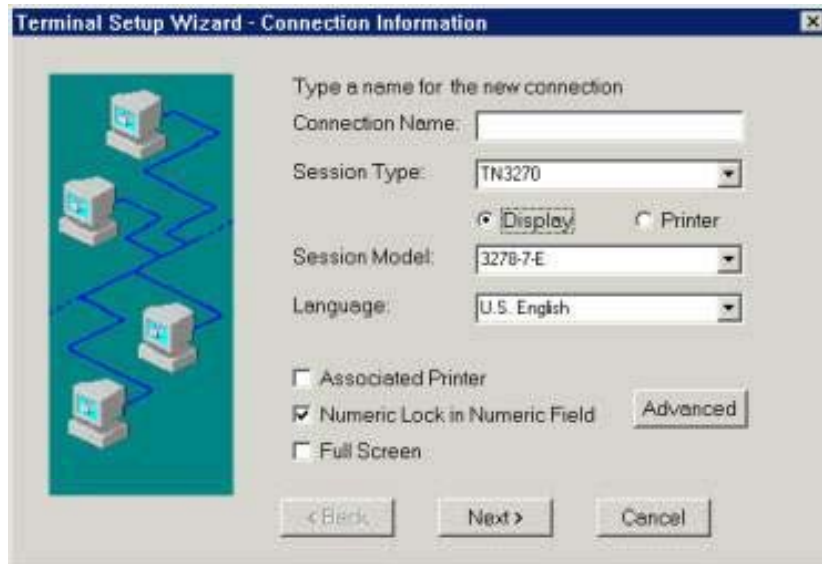 Terminal Setup Wizard - Connection Information
Type a name for the new connection
Connection Name:
Session Type: TN3270
Display Printer
Session Model: 3278-7-E
Language: U.S. English
Associated Printer
Numeric Lock in Numeric Field Advanced
Full Screen
< Back Next > Cancel